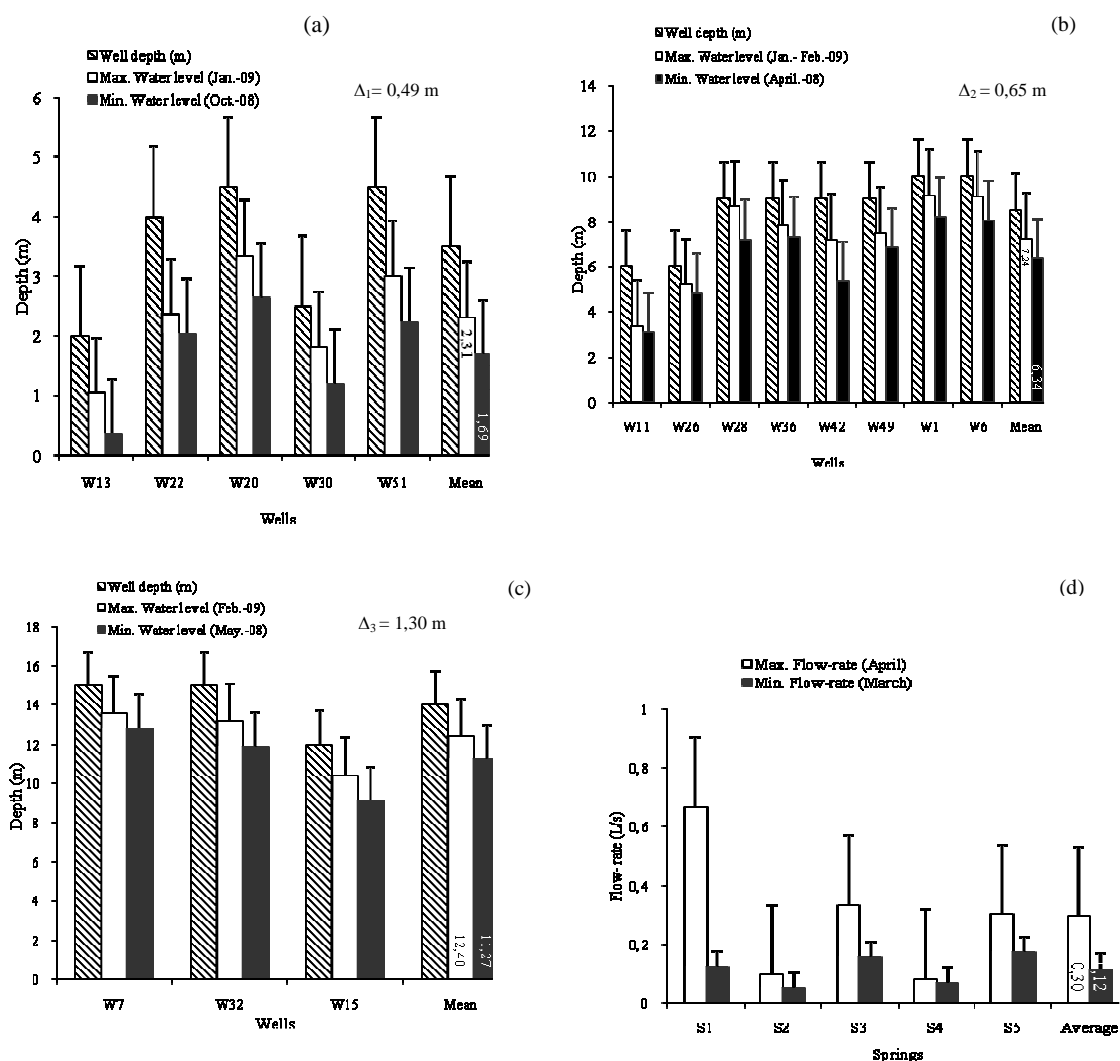 (a)
Well depth (m)
Max. Water level (Jan.-09)
Min. Water level (Oct.-08)
Δ1= 0,49 m
6
5
4
3
2
1
0
Depth (m)
2,31
1,69
W13 W22 W20 W30 W51 Mean
Wells
(b)
Well depth (m)
Max. Water level (Jan.- Feb.-09)
Min. Water level (April.-08)
Δ2 = 0,65 m
14
12
10
8
6
4
2
0
Depth (m)
7,24
6,34
W11 W26 W28 W36 W42 W49 W1 W6 Mean
Wells
(c)
Well depth (m)
Max. Water level (Feb.-09)
Min. Water level (May.-08)
Δ3 = 1,30 m
18
16
14
12
10
8
6
4
2
0
Depth (m)
12,40
11,27
W7 W32 W15 Mean
Wells
(d)
Max. Flow-rate (April)
Min. Flow-rate (March)
1
0,8
0,6
0,4
0,2
0
Flow-rate (L/s)
0,30
,12
S1 S2 S3 S4 S5 Average
Springs